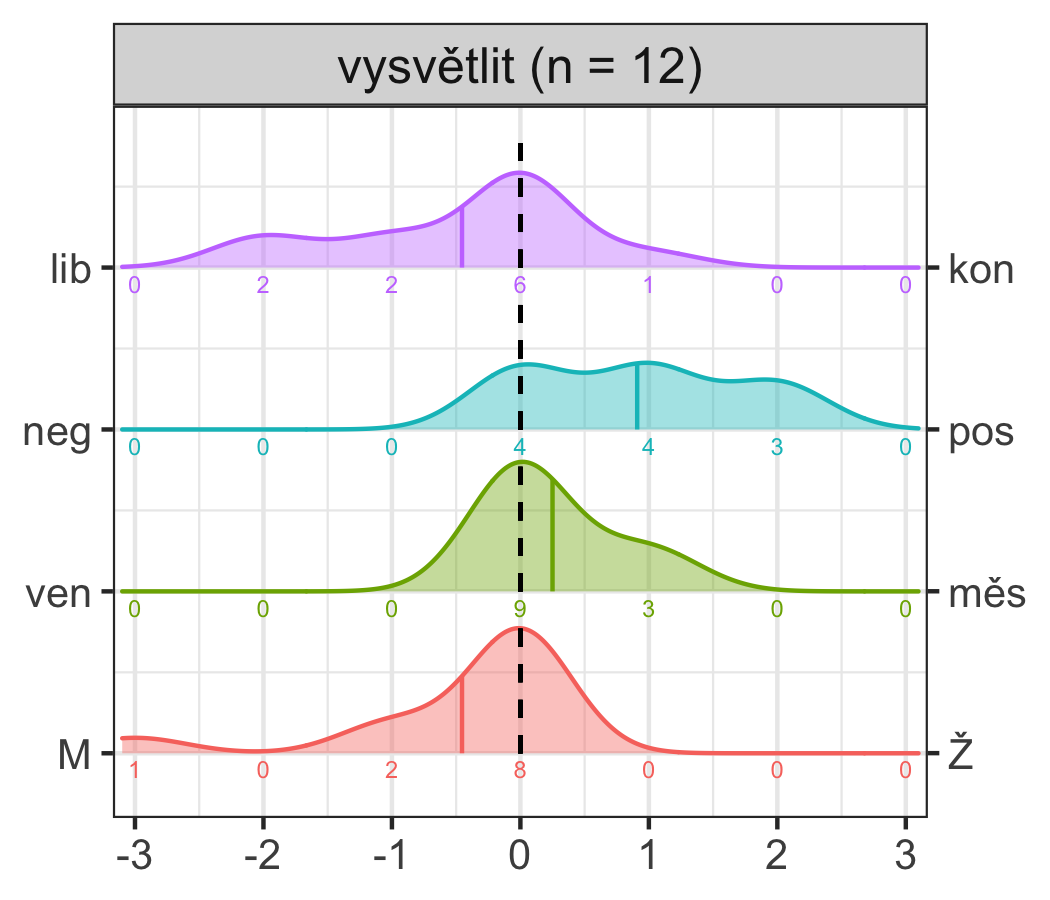 vysvětlit (n = 12)
lib kon
0 2 2 6 1 0 0
neg pos
0 0 0 4 4 3 0
ven měs
0 0 0 9 3 0 0
M Ž
1 0 2 8 0 0 0
-3 -2 -1 0 1 2 3